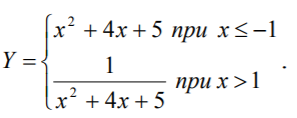 Y = { x² + 4x + 5 при x ≤ −1
1 / (x² + 4x + 5) при x > 1 .